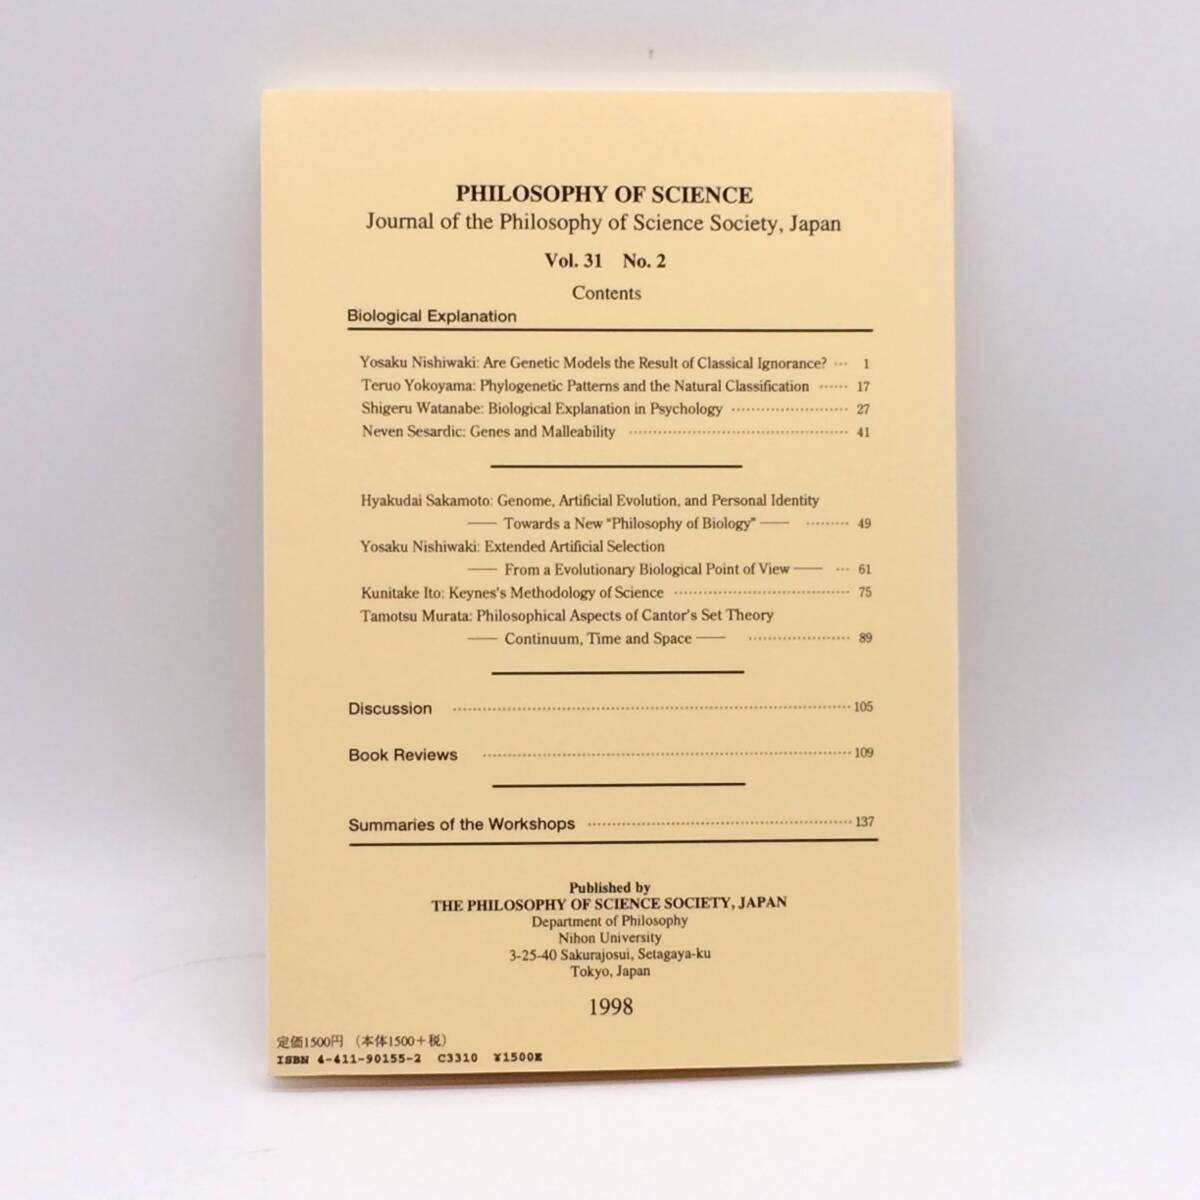 PHILOSOPHY OF SCIENCE
Journal of the Philosophy of Science Society, Japan
Vol. 31 No. 2
Contents
Biological Explanation
Yosaku Nishiwaki: Are Genetic Models the Result of Classical Ignorance? ··· 1
Teruo Yokoyama: Phylogenetic Patterns and the Natural Classification ······ 17
Shigeru Watanabe: Biological Explanation in Psychology ························ 27
Neven Sesardic: Genes and Malleability ············································· 41
Hyakudai Sakamoto: Genome, Artificial Evolution, and Personal Identity
—— Towards a New "Philosophy of Biology" —— ········· 49
Yosaku Nishiwaki: Extended Artificial Selection
—— From a Evolutionary Biological Point of View —— ··· 61
Kunitake Ito: Keynes's Methodology of Science ···································· 75
Tamotsu Murata: Philosophical Aspects of Cantor's Set Theory
—— Continuum, Time and Space —— ····················· 89
Discussion ················································································ 105
Book Reviews ·········································································· 109
Summaries of the Workshops ······················································ 137
Published by
THE PHILOSOPHY OF SCIENCE SOCIETY, JAPAN
Department of Philosophy
Nihon University
3-25-40 Sakurajosui, Setagaya-ku
Tokyo, Japan
1998
定価1500円 (本体1500+税)
ISBN 4-411-90155-2 C3310 ¥1500E